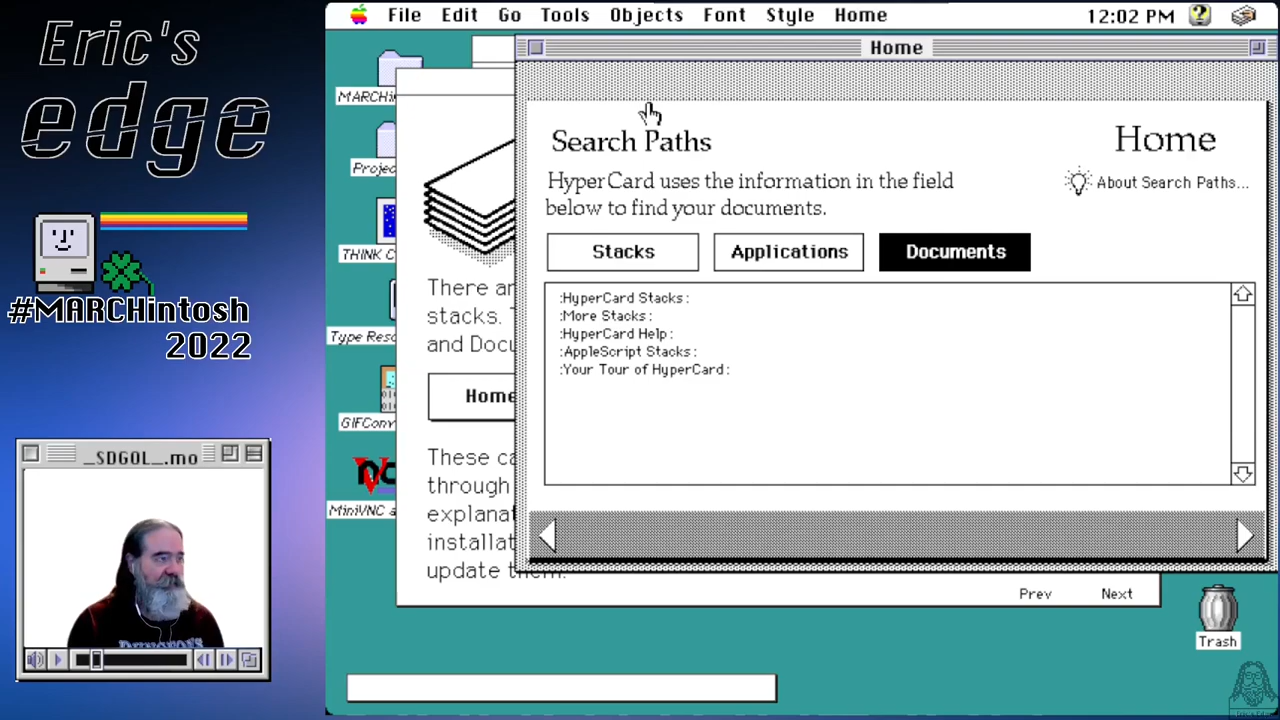 Eric's
edge
#MARCHintosh
2022
_SDGOL_.mo
File Edit Go Tools Objects Font Style Home
12:02 PM
MARCHi
Proje
THINK C
Type Reso
GIFConv
MiniVNC a
There ar
stacks. T
and Docu
Home
These ca
through
explanat
installat
update them.
Prev Next
Home
Search Paths
Home
HyperCard uses the information in the field
below to find your documents.
About Search Paths...
Stacks Applications Documents
:HyperCard Stacks:
:More Stacks:
:HyperCard Help:
:AppleScript Stacks:
:Your Tour of HyperCard:
Trash